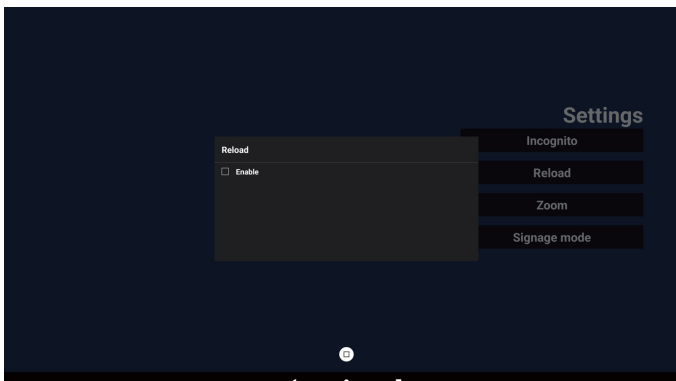 Settings
Incognito
Reload
Enable
Reload
Zoom
Signage mode